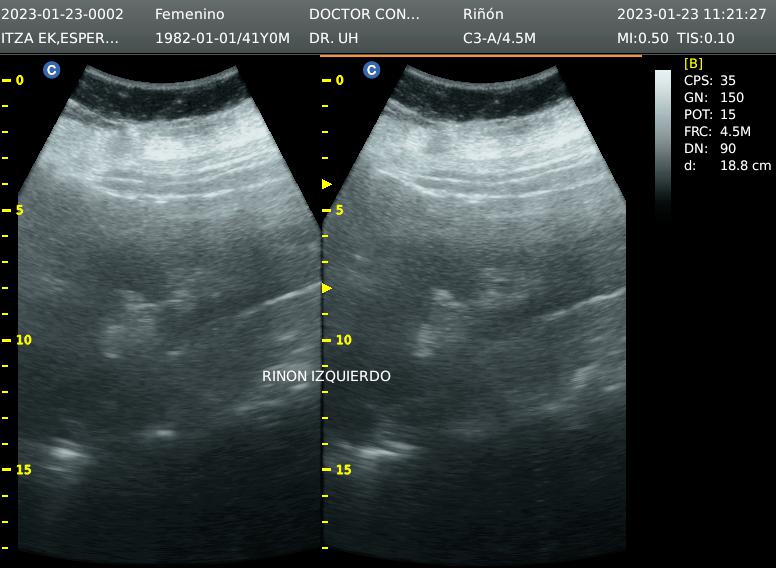 2023-01-23-0002 Femenino DOCTOR CON... Riñón 2023-01-23 11:21:27
ITZA EK,ESPER... 1982-01-01/41Y0M DR. UH C3-A/4.5M MI:0.50 TIS:0.10
[B]
C C
0 0
CPS: 35
GN: 150
POT: 15
FRC: 4.5M
DN: 90
d: 18.8 cm
5 5
10 10
RINON IZQUIERDO
15 15